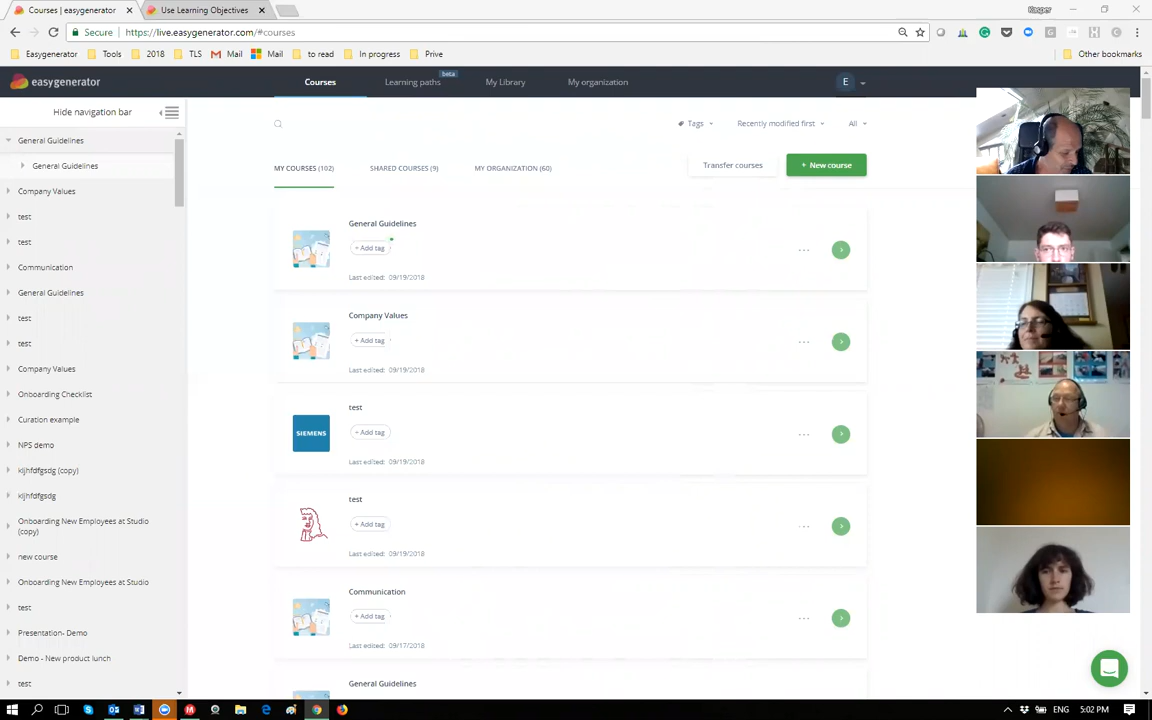 Courses | easygenerator
Use Learning Objectives
Secure
https://live.easygenerator.com/#courses
Easygenerator
Tools
2018
TLS
Mail
Mail
to read
In progress
Prive
Other bookmarks
easygenerator
Courses
Learning paths
beta
My Library
My organization
E
Hide navigation bar
General Guidelines
General Guidelines
Company Values
test
test
Communication
General Guidelines
test
test
Company Values
Onboarding Checklist
Curation example
NPS demo
kljhfdfgsdg (copy)
kljhfdfgsdg
Onboarding New Employees at Studio
(copy)
new course
Onboarding New Employees at Studio
test
Presentation- Demo
Demo - New product lunch
test
Tags
Recently modified first
All
MY COURSES (102)
SHARED COURSES (9)
MY ORGANIZATION (60)
Transfer courses
+ New course
General Guidelines
+ Add tag
Last edited: 09/19/2018
Company Values
+ Add tag
Last edited: 09/19/2018
SIEMENS
test
+ Add tag
Last edited: 09/19/2018
test
+ Add tag
Last edited: 09/19/2018
Communication
+ Add tag
Last edited: 09/17/2018
General Guidelines
ENG
5:02 PM